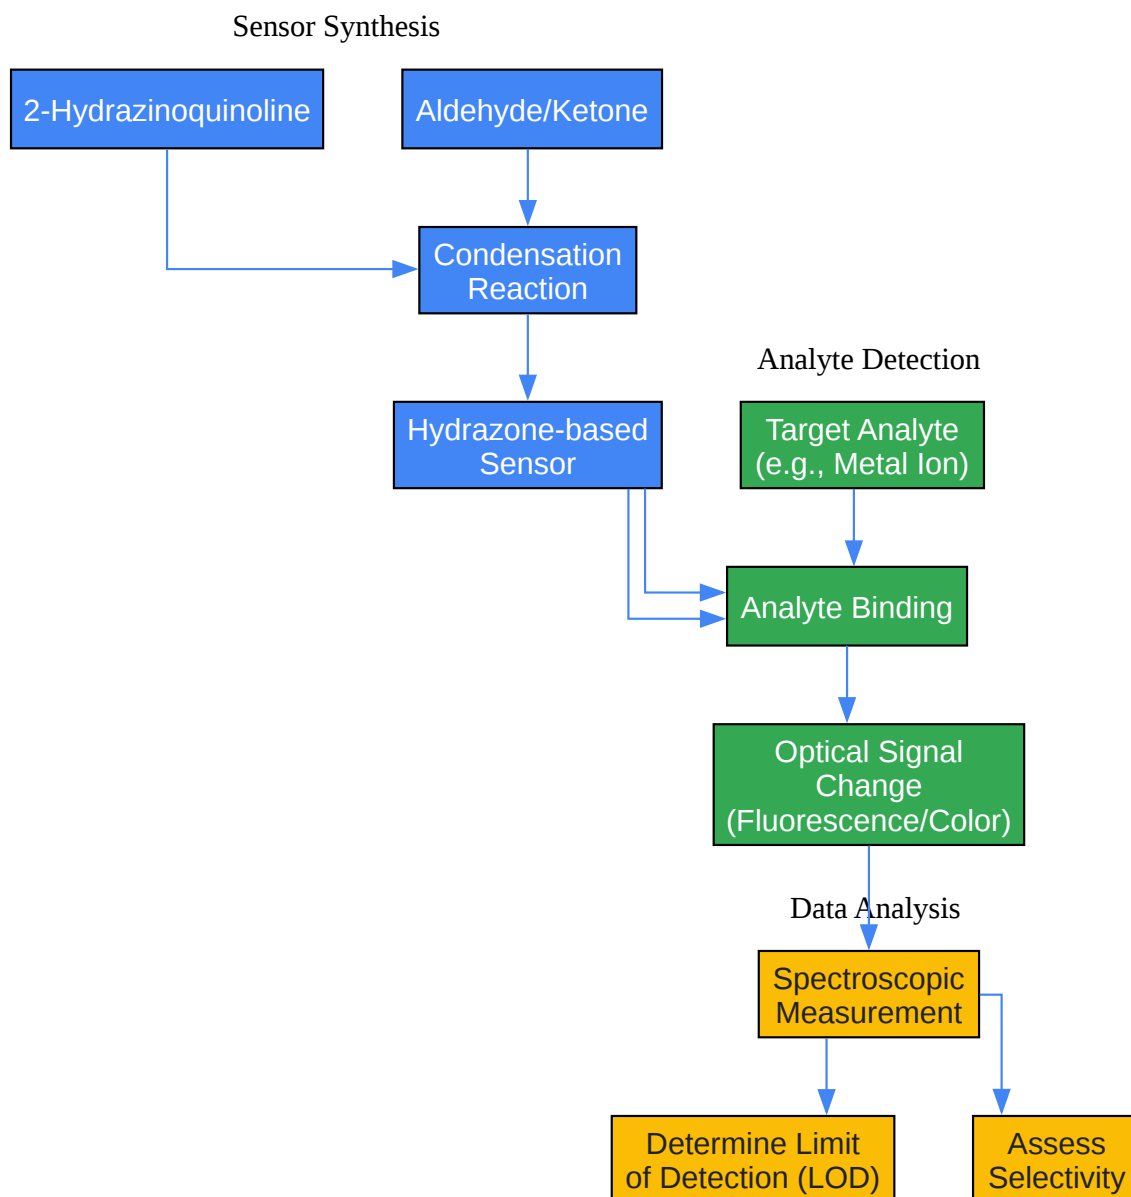 Sensor Synthesis
2-Hydrazinoquinoline
Aldehyde/Ketone
Condensation
Reaction
Hydrazone-based
Sensor
Analyte Detection
Target Analyte
(e.g., Metal Ion)
Analyte Binding
Optical Signal
Change
(Fluorescence/Color)
Data Analysis
Spectroscopic
Measurement
Determine Limit
of Detection (LOD)
Assess
Selectivity